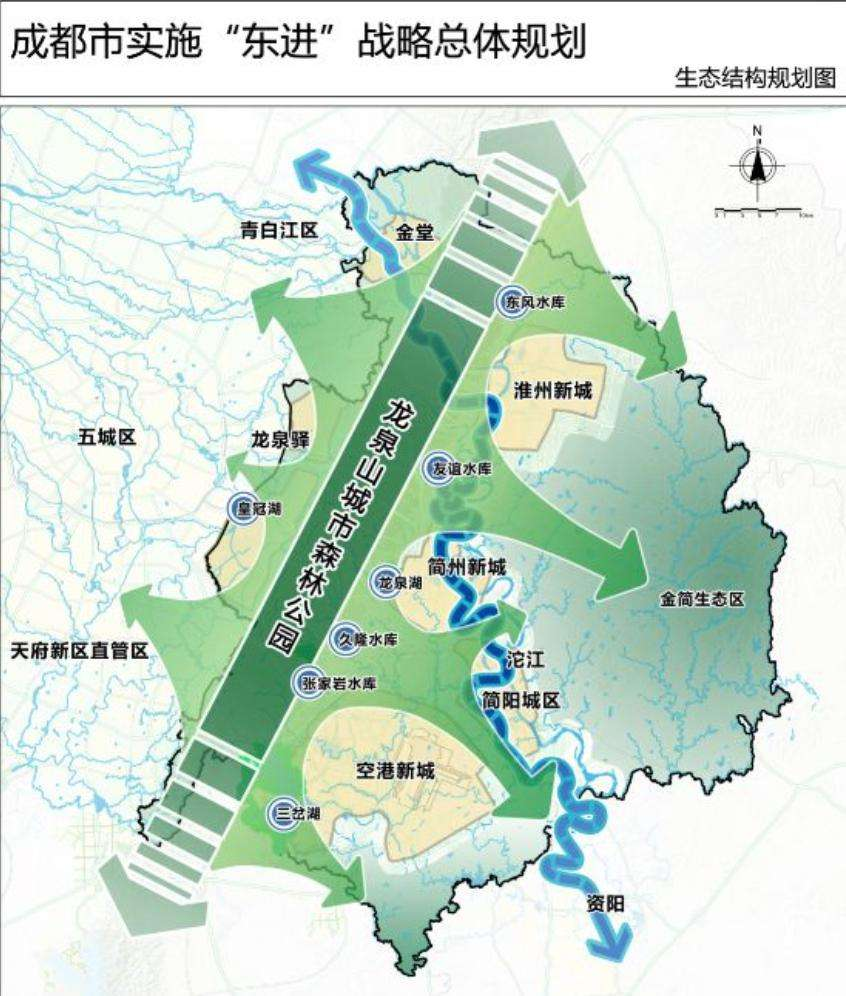 成都市实施“东进”战略总体规划
生态结构规划图
N
青白江区
金堂
东风水库
淮州新城
五城区
龙泉驿
龙泉山城市森林公园
友谊水库
皇冠湖
简州新城
龙泉湖
金简生态区
久隆水库
天府新区直管区
沱江
张家岩水库
简阳城区
空港新城
三岔湖
资阳